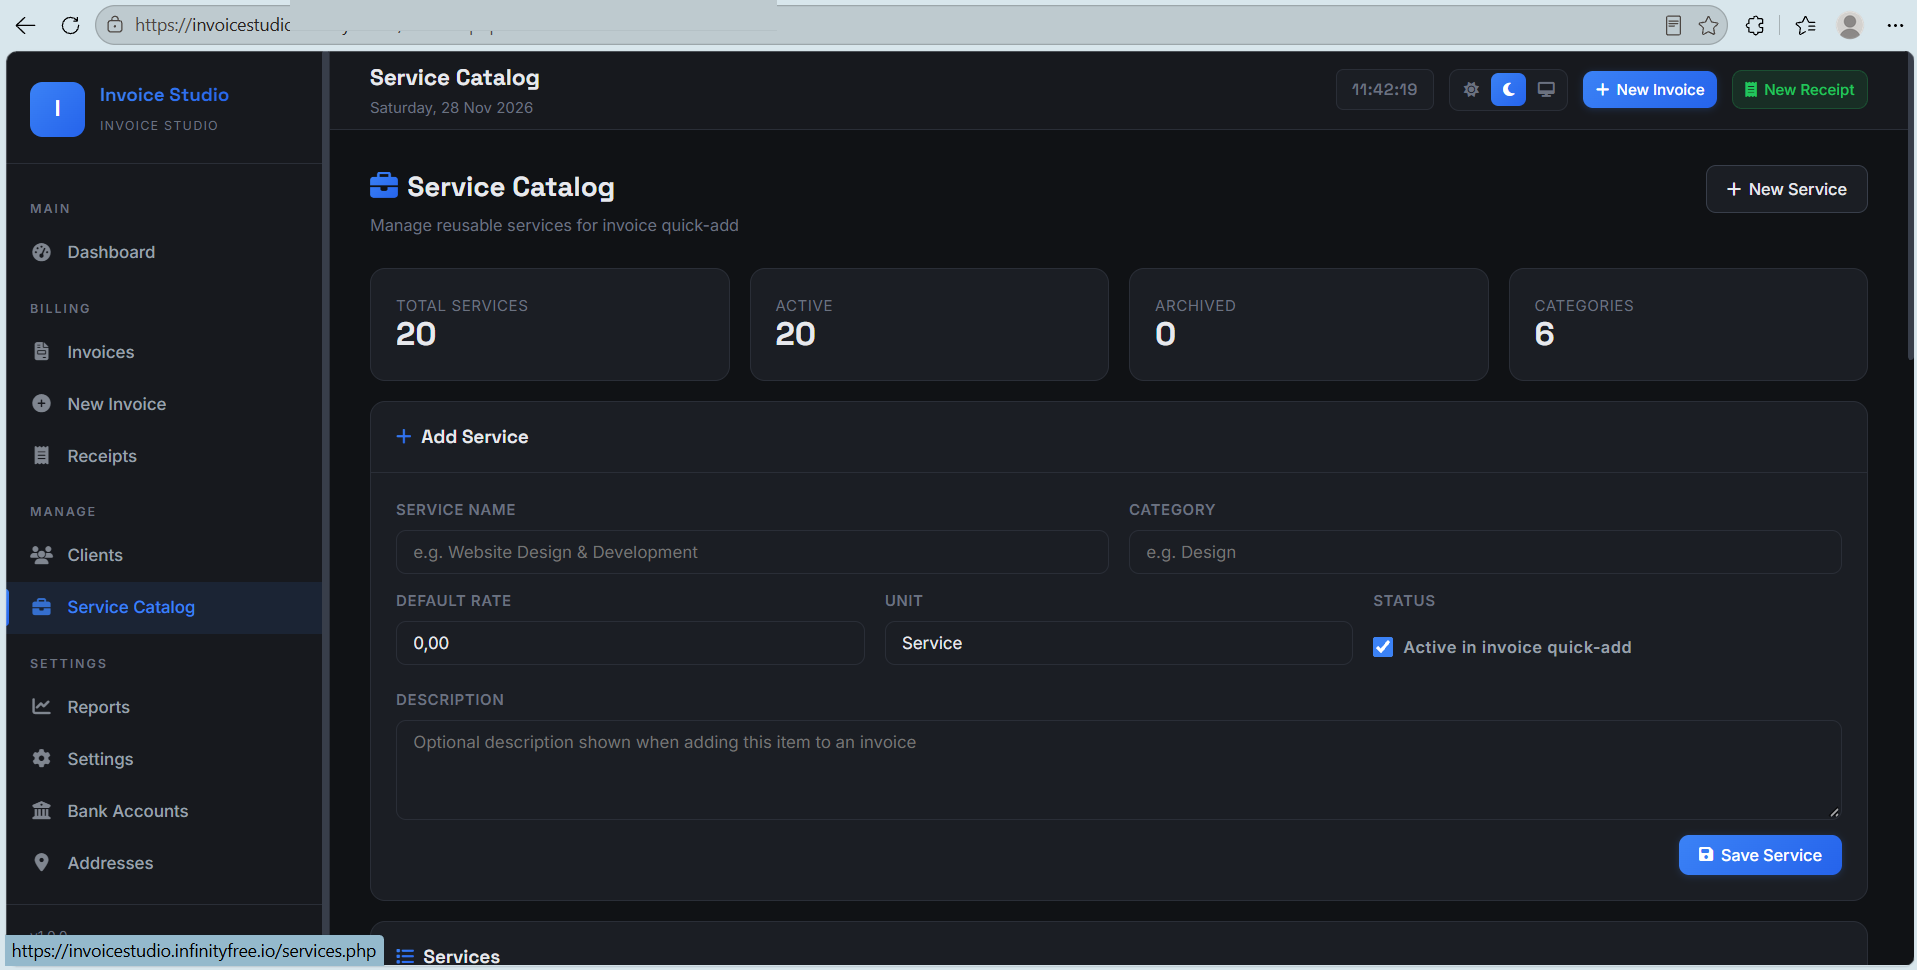 https://invoicestudio
I
Invoice Studio
INVOICE STUDIO
MAIN
Dashboard
BILLING
Invoices
New Invoice
Receipts
MANAGE
Clients
Service Catalog
SETTINGS
Reports
Settings
Bank Accounts
Addresses
https://invoicestudio.infinityfree.io/services.php
Service Catalog
Saturday, 28 Nov 2026
11:42:19
New Invoice
New Receipt
Service Catalog
Manage reusable services for invoice quick-add
New Service
TOTAL SERVICES
20
ACTIVE
20
ARCHIVED
0
CATEGORIES
6
Add Service
SERVICE NAME
e.g. Website Design & Development
CATEGORY
e.g. Design
DEFAULT RATE
0,00
UNIT
Service
STATUS
Active in invoice quick-add
DESCRIPTION
Optional description shown when adding this item to an invoice
Save Service
Services